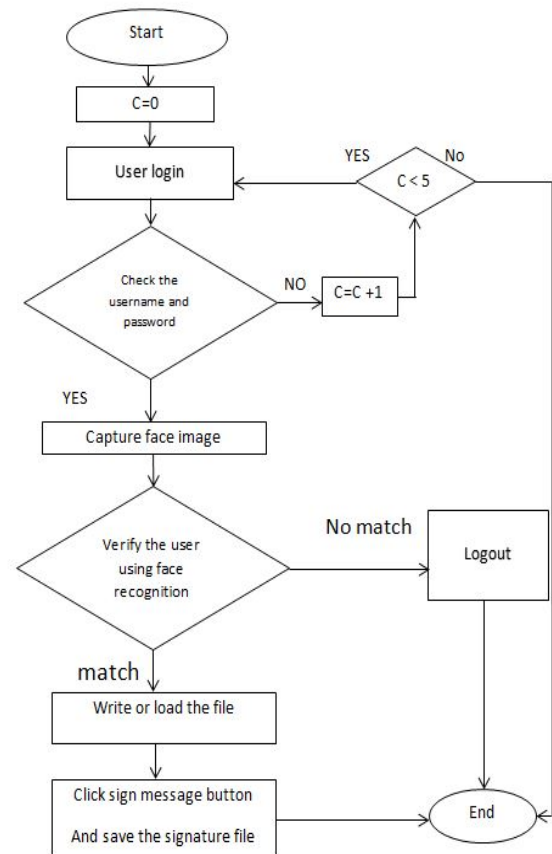 Start
C=0
User login
YES
No
C < 5
Check the
username and
password
NO
C=C +1
YES
Capture face image
Verify the user
using face
recognition
No match
Logout
match
Write or load the file
Click sign message button
And save the signature file
End